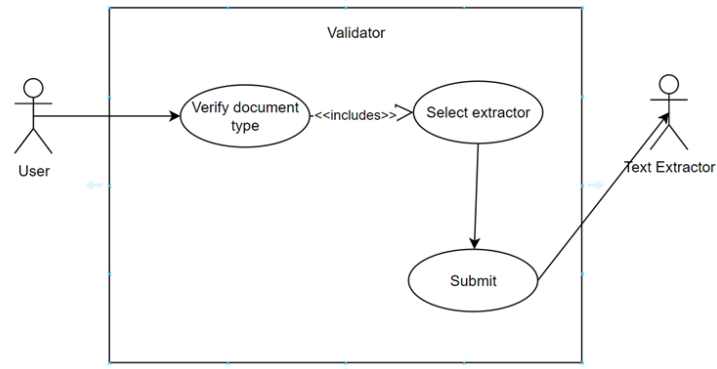 Validator
Verify document
type
<<includes>>
Select extractor
User
Text Extractor
Submit